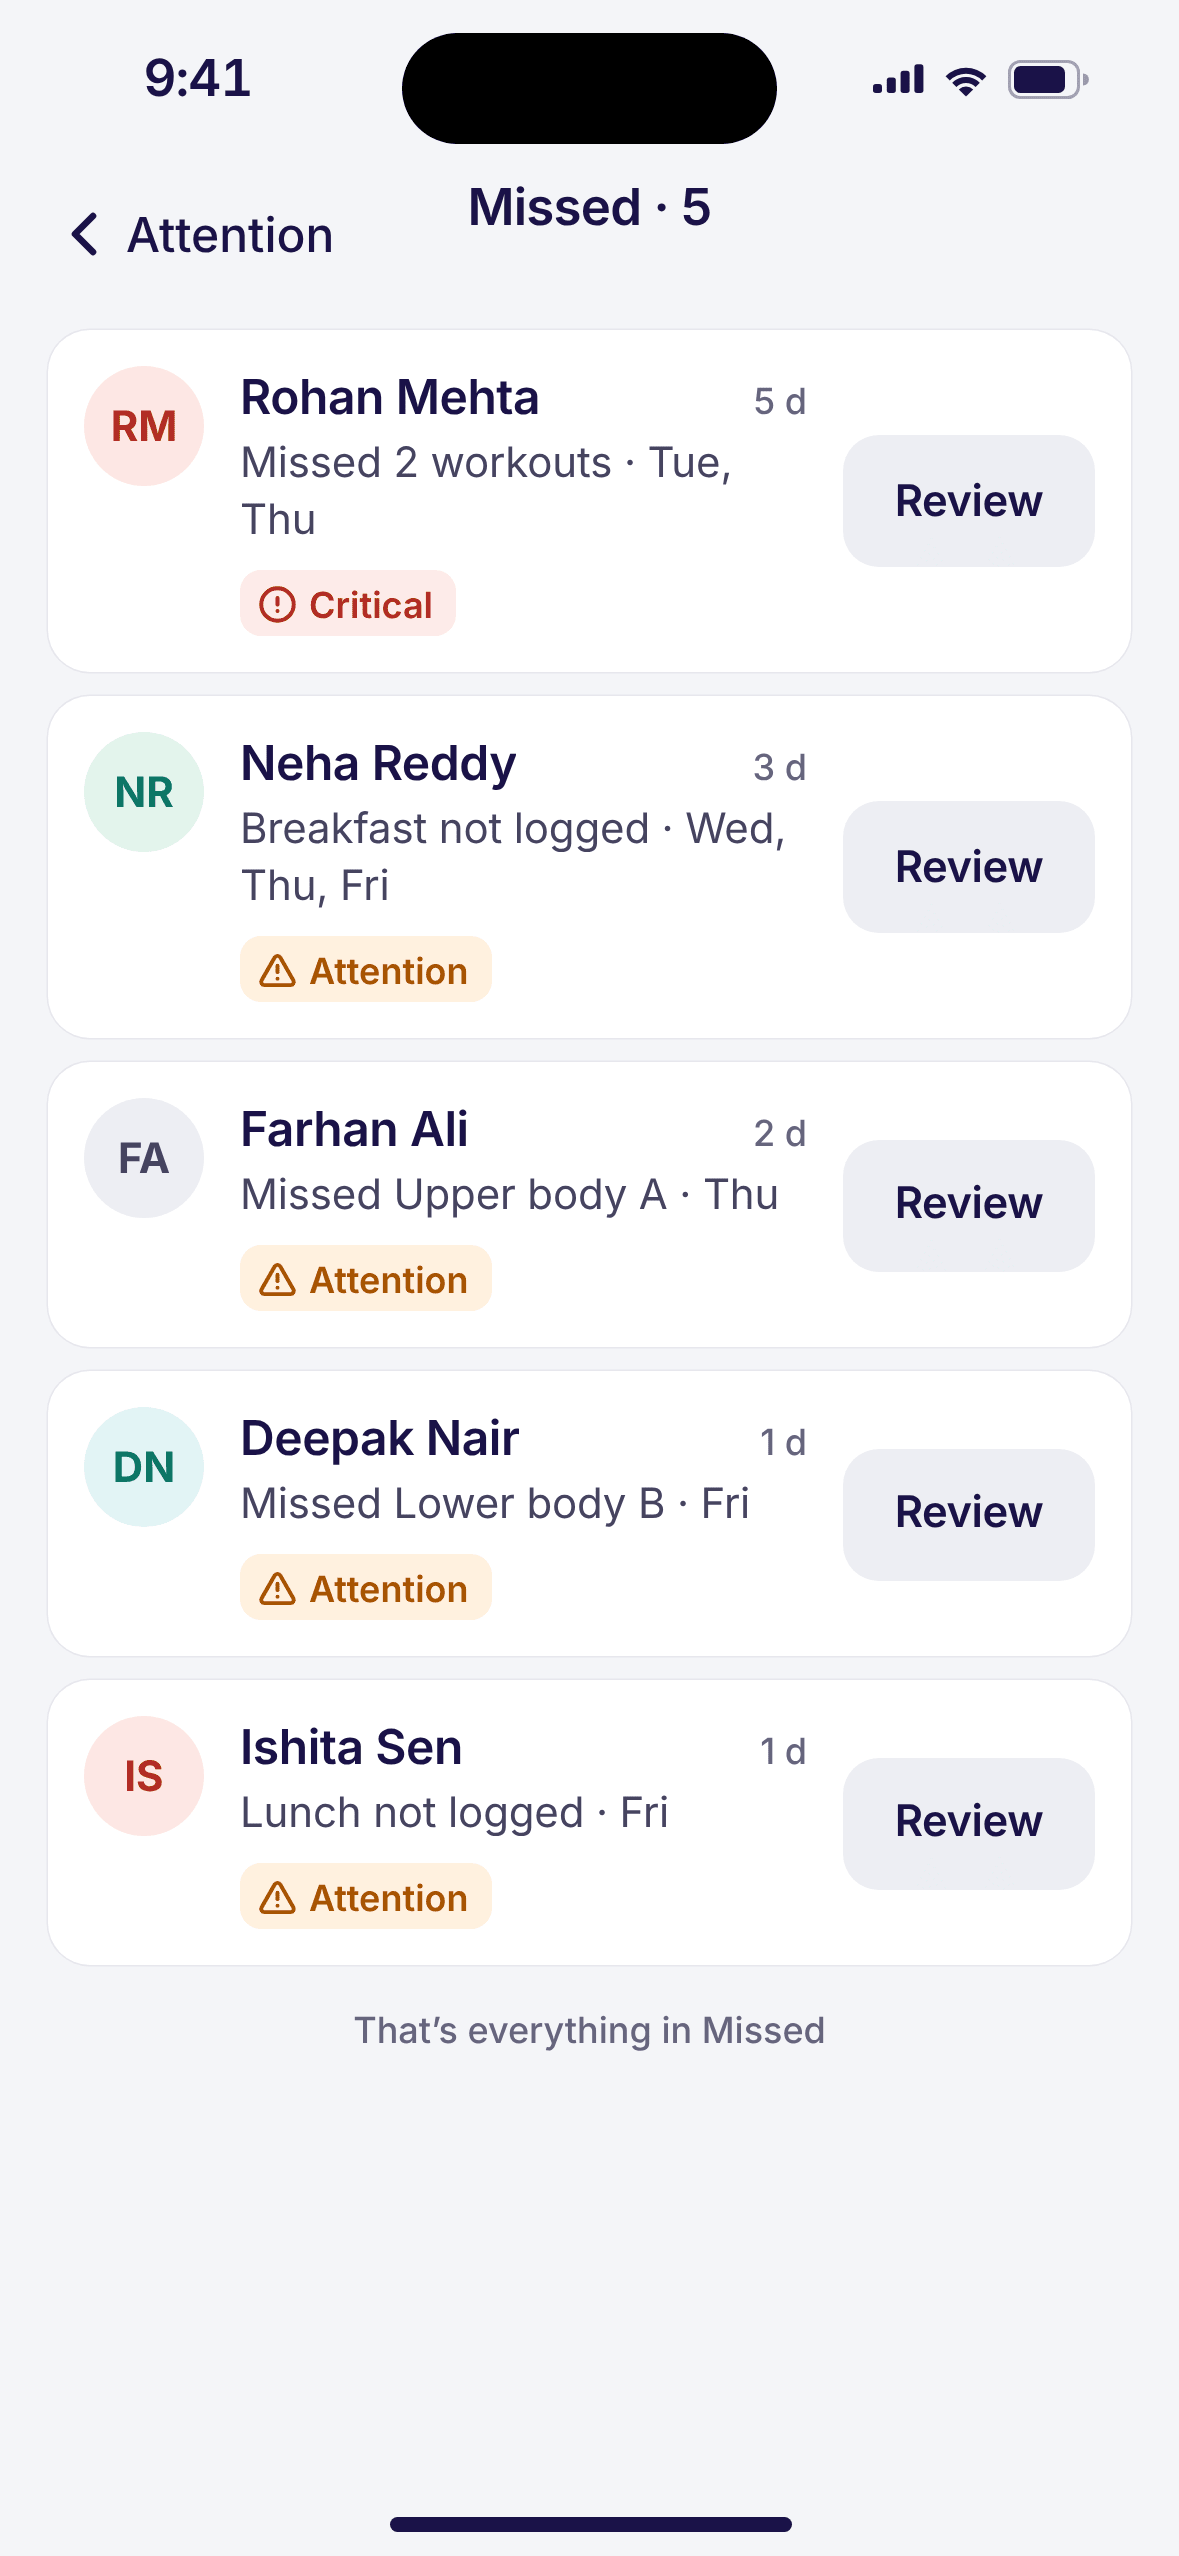 9:41
Missed · 5
Attention
RM
Rohan Mehta
5 d
Missed 2 workouts · Tue,
Thu
Critical
Review
NR
Neha Reddy
3 d
Breakfast not logged · Wed,
Thu, Fri
Attention
Review
FA
Farhan Ali
2 d
Missed Upper body A · Thu
Attention
Review
DN
Deepak Nair
1 d
Missed Lower body B · Fri
Attention
Review
IS
Ishita Sen
1 d
Lunch not logged · Fri
Attention
Review
That’s everything in Missed